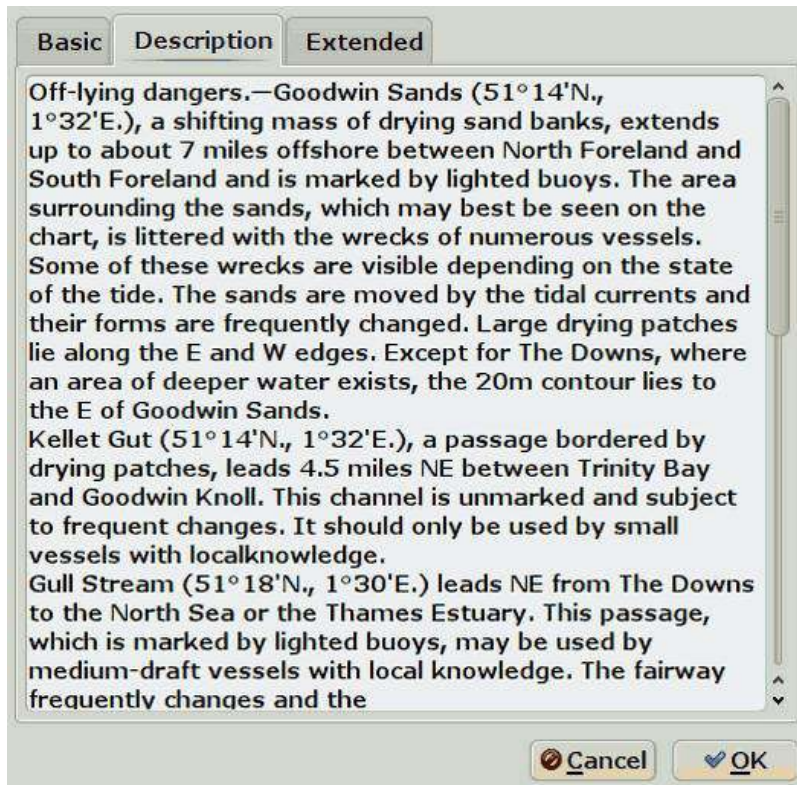 Basic Description Extended
Off-lying dangers.—Goodwin Sands (51°14'N.,
1°32'E.), a shifting mass of drying sand banks, extends
up to about 7 miles offshore between North Foreland and
South Foreland and is marked by lighted buoys. The area
surrounding the sands, which may best be seen on the
chart, is littered with the wrecks of numerous vessels.
Some of these wrecks are visible depending on the state
of the tide. The sands are moved by the tidal currents and
their forms are frequently changed. Large drying patches
lie along the E and W edges. Except for The Downs, where
an area of deeper water exists, the 20m contour lies to
the E of Goodwin Sands.
Kellet Gut (51°14'N., 1°32'E.), a passage bordered by
drying patches, leads 4.5 miles NE between Trinity Bay
and Goodwin Knoll. This channel is unmarked and subject
to frequent changes. It should only be used by small
vessels with localknowledge.
Gull Stream (51°18'N., 1°30'E.) leads NE from The Downs
to the North Sea or the Thames Estuary. This passage,
which is marked by lighted buoys, may be used by
medium-draft vessels with local knowledge. The fairway
frequently changes and the
Cancel OK